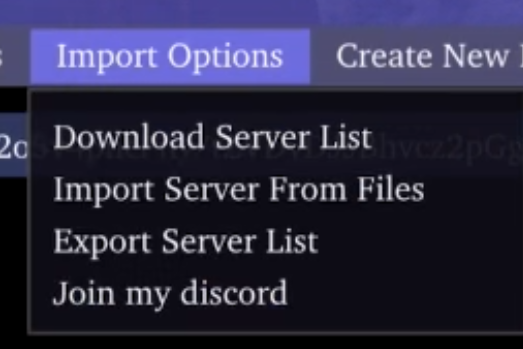 Import Options Create New
Download Server List
Import Server From Files
Export Server List
Join my discord